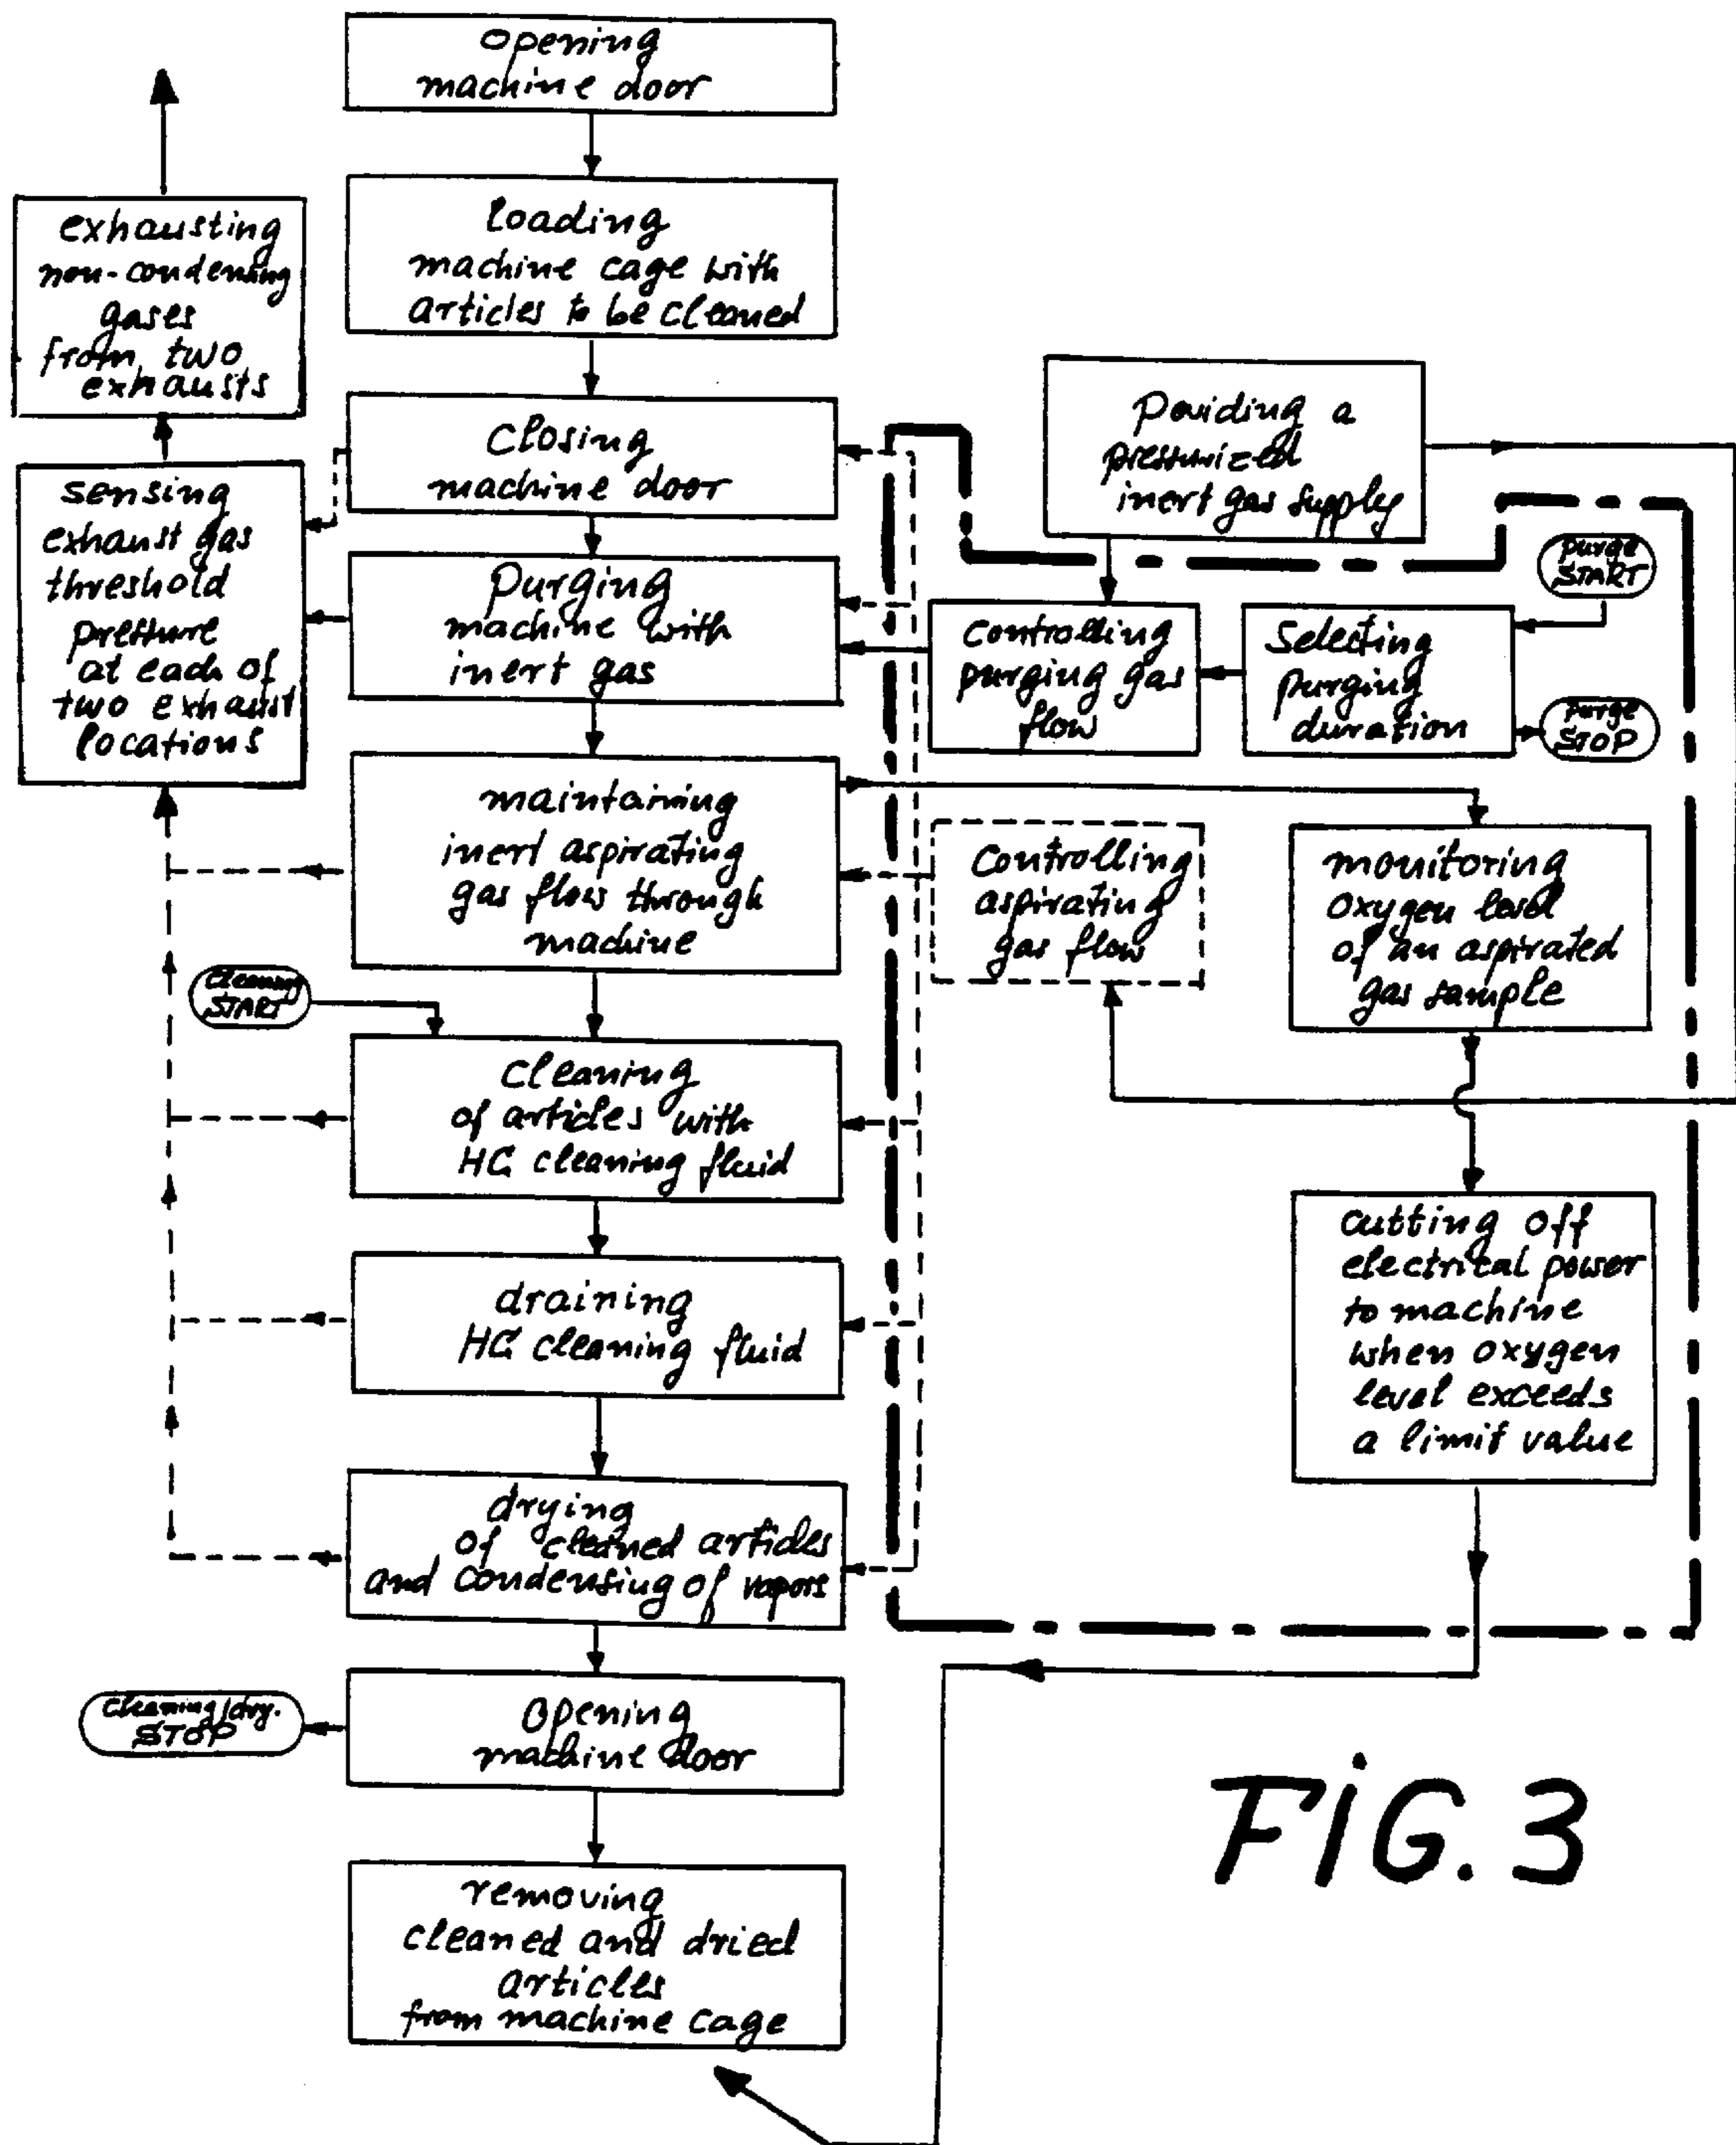 opening
machine door
loading
machine cage with
articles to be cleaned
exhausting
non-condening
gases
from two
exhausts
closing
machine door
Poviding a
pressurized
inert gas supply
sensing
exhaust gas
threshold
pressure
at each of
two exhaust
locations
purge
START
purging
machine with
inert gas
controlling
purging gas
flow
Selecting
purging
duration
purge
STOP
maintaining
inert aspirating
gas flow through
machine
Controlling
aspirating
gas flow
monitoring
oxygen level
of an aspirated
gas sample
cleaning
START
cleaning
of articles with
HC cleaning fluid
cutting off
electrical power
to machine
when oxygen
level exceeds
a limit value
draining
HC cleaning fluid
drying
of cleaned articles
and condensing of vapors
cleaning/dry.
STOP
opening
machine door
removing
cleaned and dried
articles
from machine cage
FIG. 3